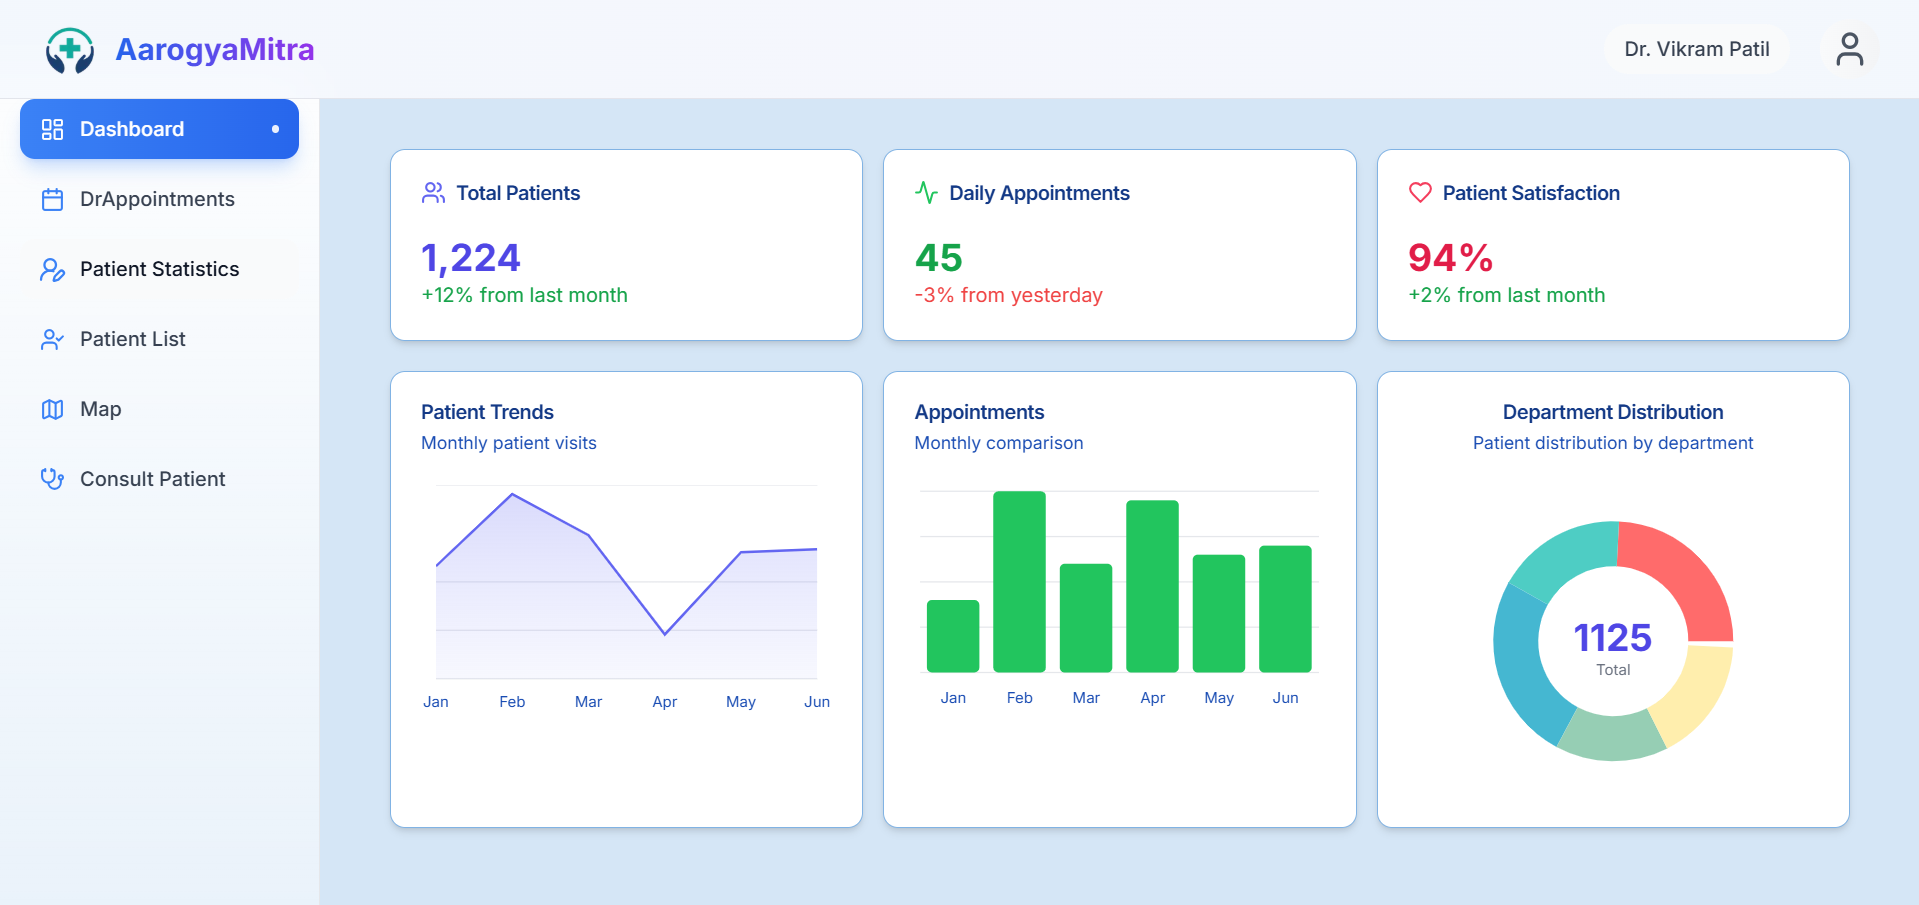 AarogyaMitra
Dr. Vikram Patil
Dashboard
DrAppointments
Patient Statistics
Patient List
Map
Consult Patient
Total Patients
1,224
+12% from last month
Daily Appointments
45
-3% from yesterday
Patient Satisfaction
94%
+2% from last month
Patient Trends
Monthly patient visits
Jan Feb Mar Apr May Jun
Appointments
Monthly comparison
Jan Feb Mar Apr May Jun
Department Distribution
Patient distribution by department
1125
Total